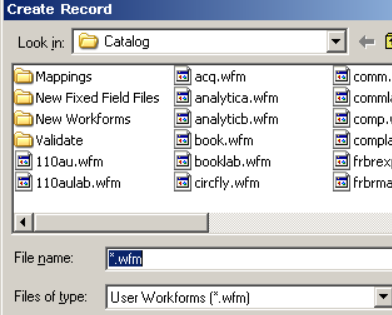 Create Record
Look in: Catalog
Mappings
New Fixed Field Files
New Workforms
Validate
110au.wfm
110aulab.wfm
acq.wfm
analytica.wfm
analyticb.wfm
book.wfm
booklab.wfm
circfly.wfm
comm.
commla
comp.
compla
frbrexp
frbrma
File name: *.wfm
Files of type: User Workforms (*.wfm)